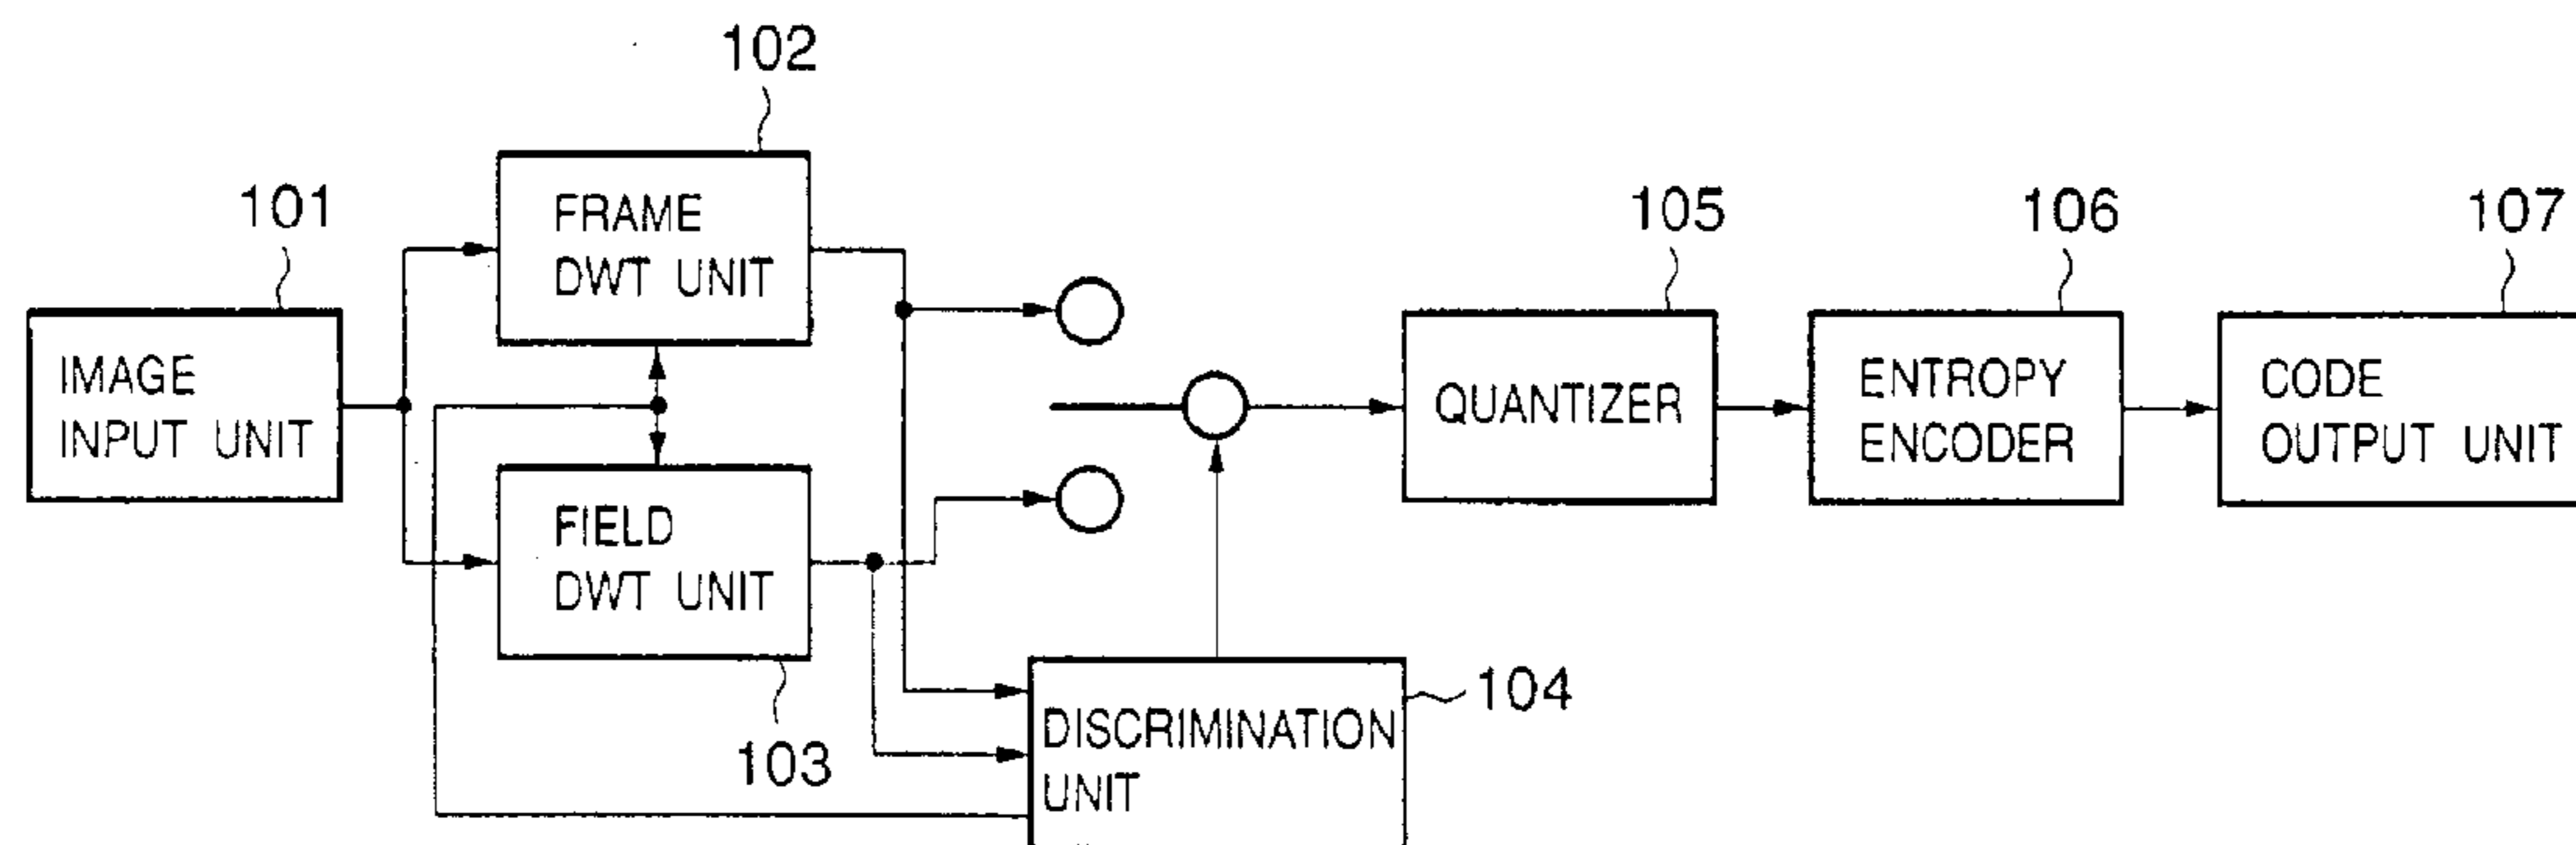 102
101
FRAME
DWT UNIT
105
106
107
IMAGE
INPUT UNIT
QUANTIZER
ENTROPY
ENCODER
CODE
OUTPUT UNIT
FIELD
DWT UNIT
103
104
DISCRIMINATION
UNIT